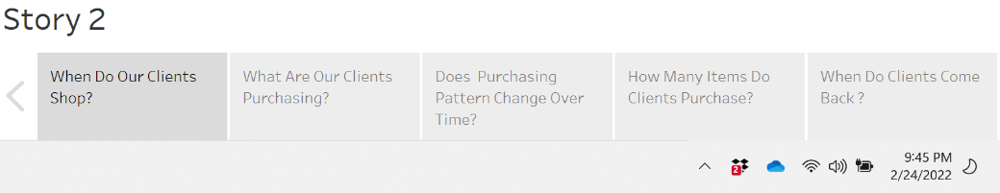 Story 2
When Do Our Clients
Shop?
What Are Our Clients
Purchasing?
Does Purchasing
Pattern Change Over
Time?
How Many Items Do
Clients Purchase?
When Do Clients Come
Back ?
2
9:45 PM
2/24/2022